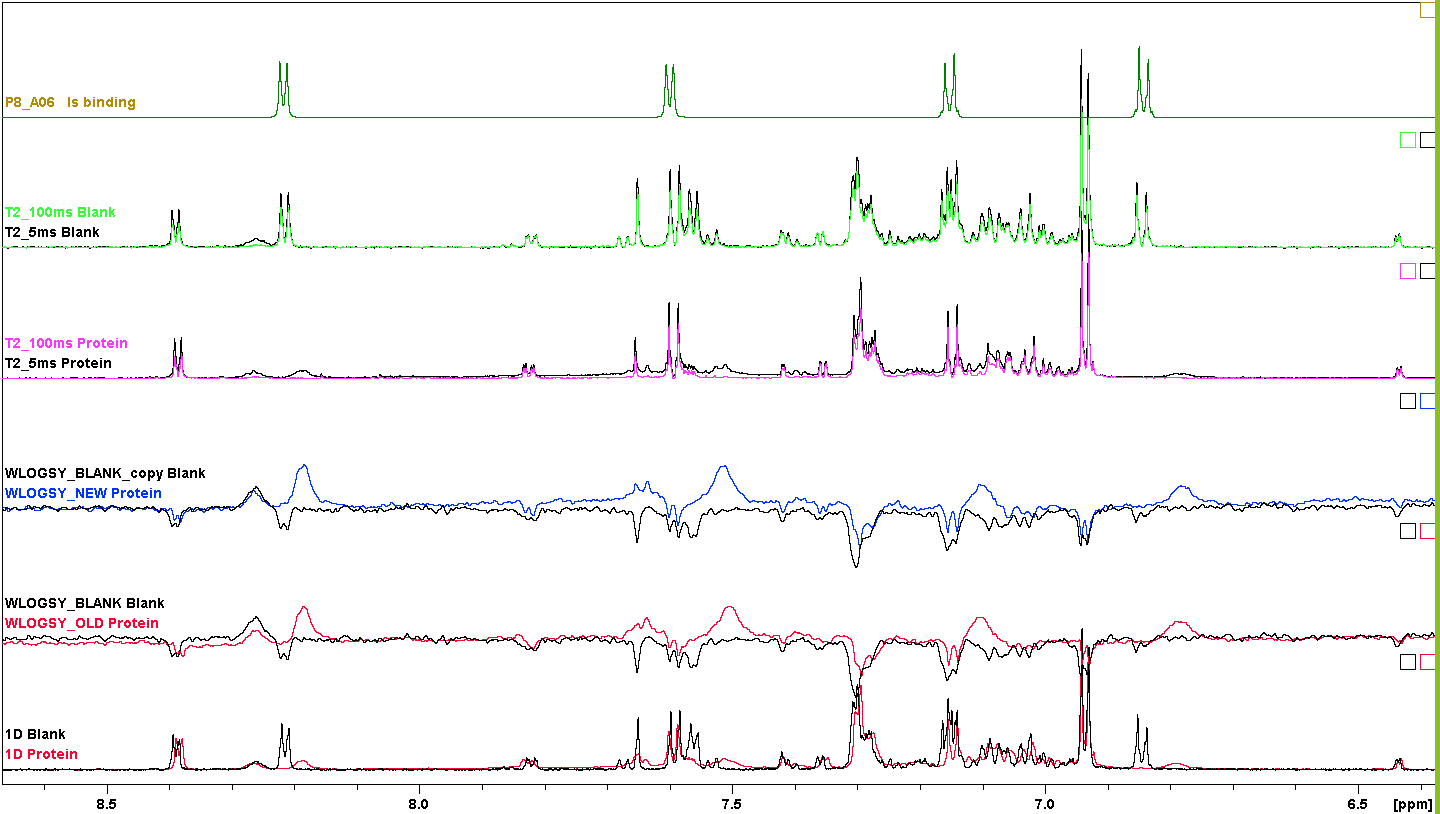 P8_A06 Is binding
T2_100ms Blank
T2_5ms Blank
T2_100ms Protein
T2_5ms Protein
WLOGSY_BLANK_copy Blank
WLOGSY_NEW Protein
WLOGSY_BLANK Blank
WLOGSY_OLD Protein
1D Blank
1D Protein
8.5 8.0 7.5 7.0 6.5 [ppm]